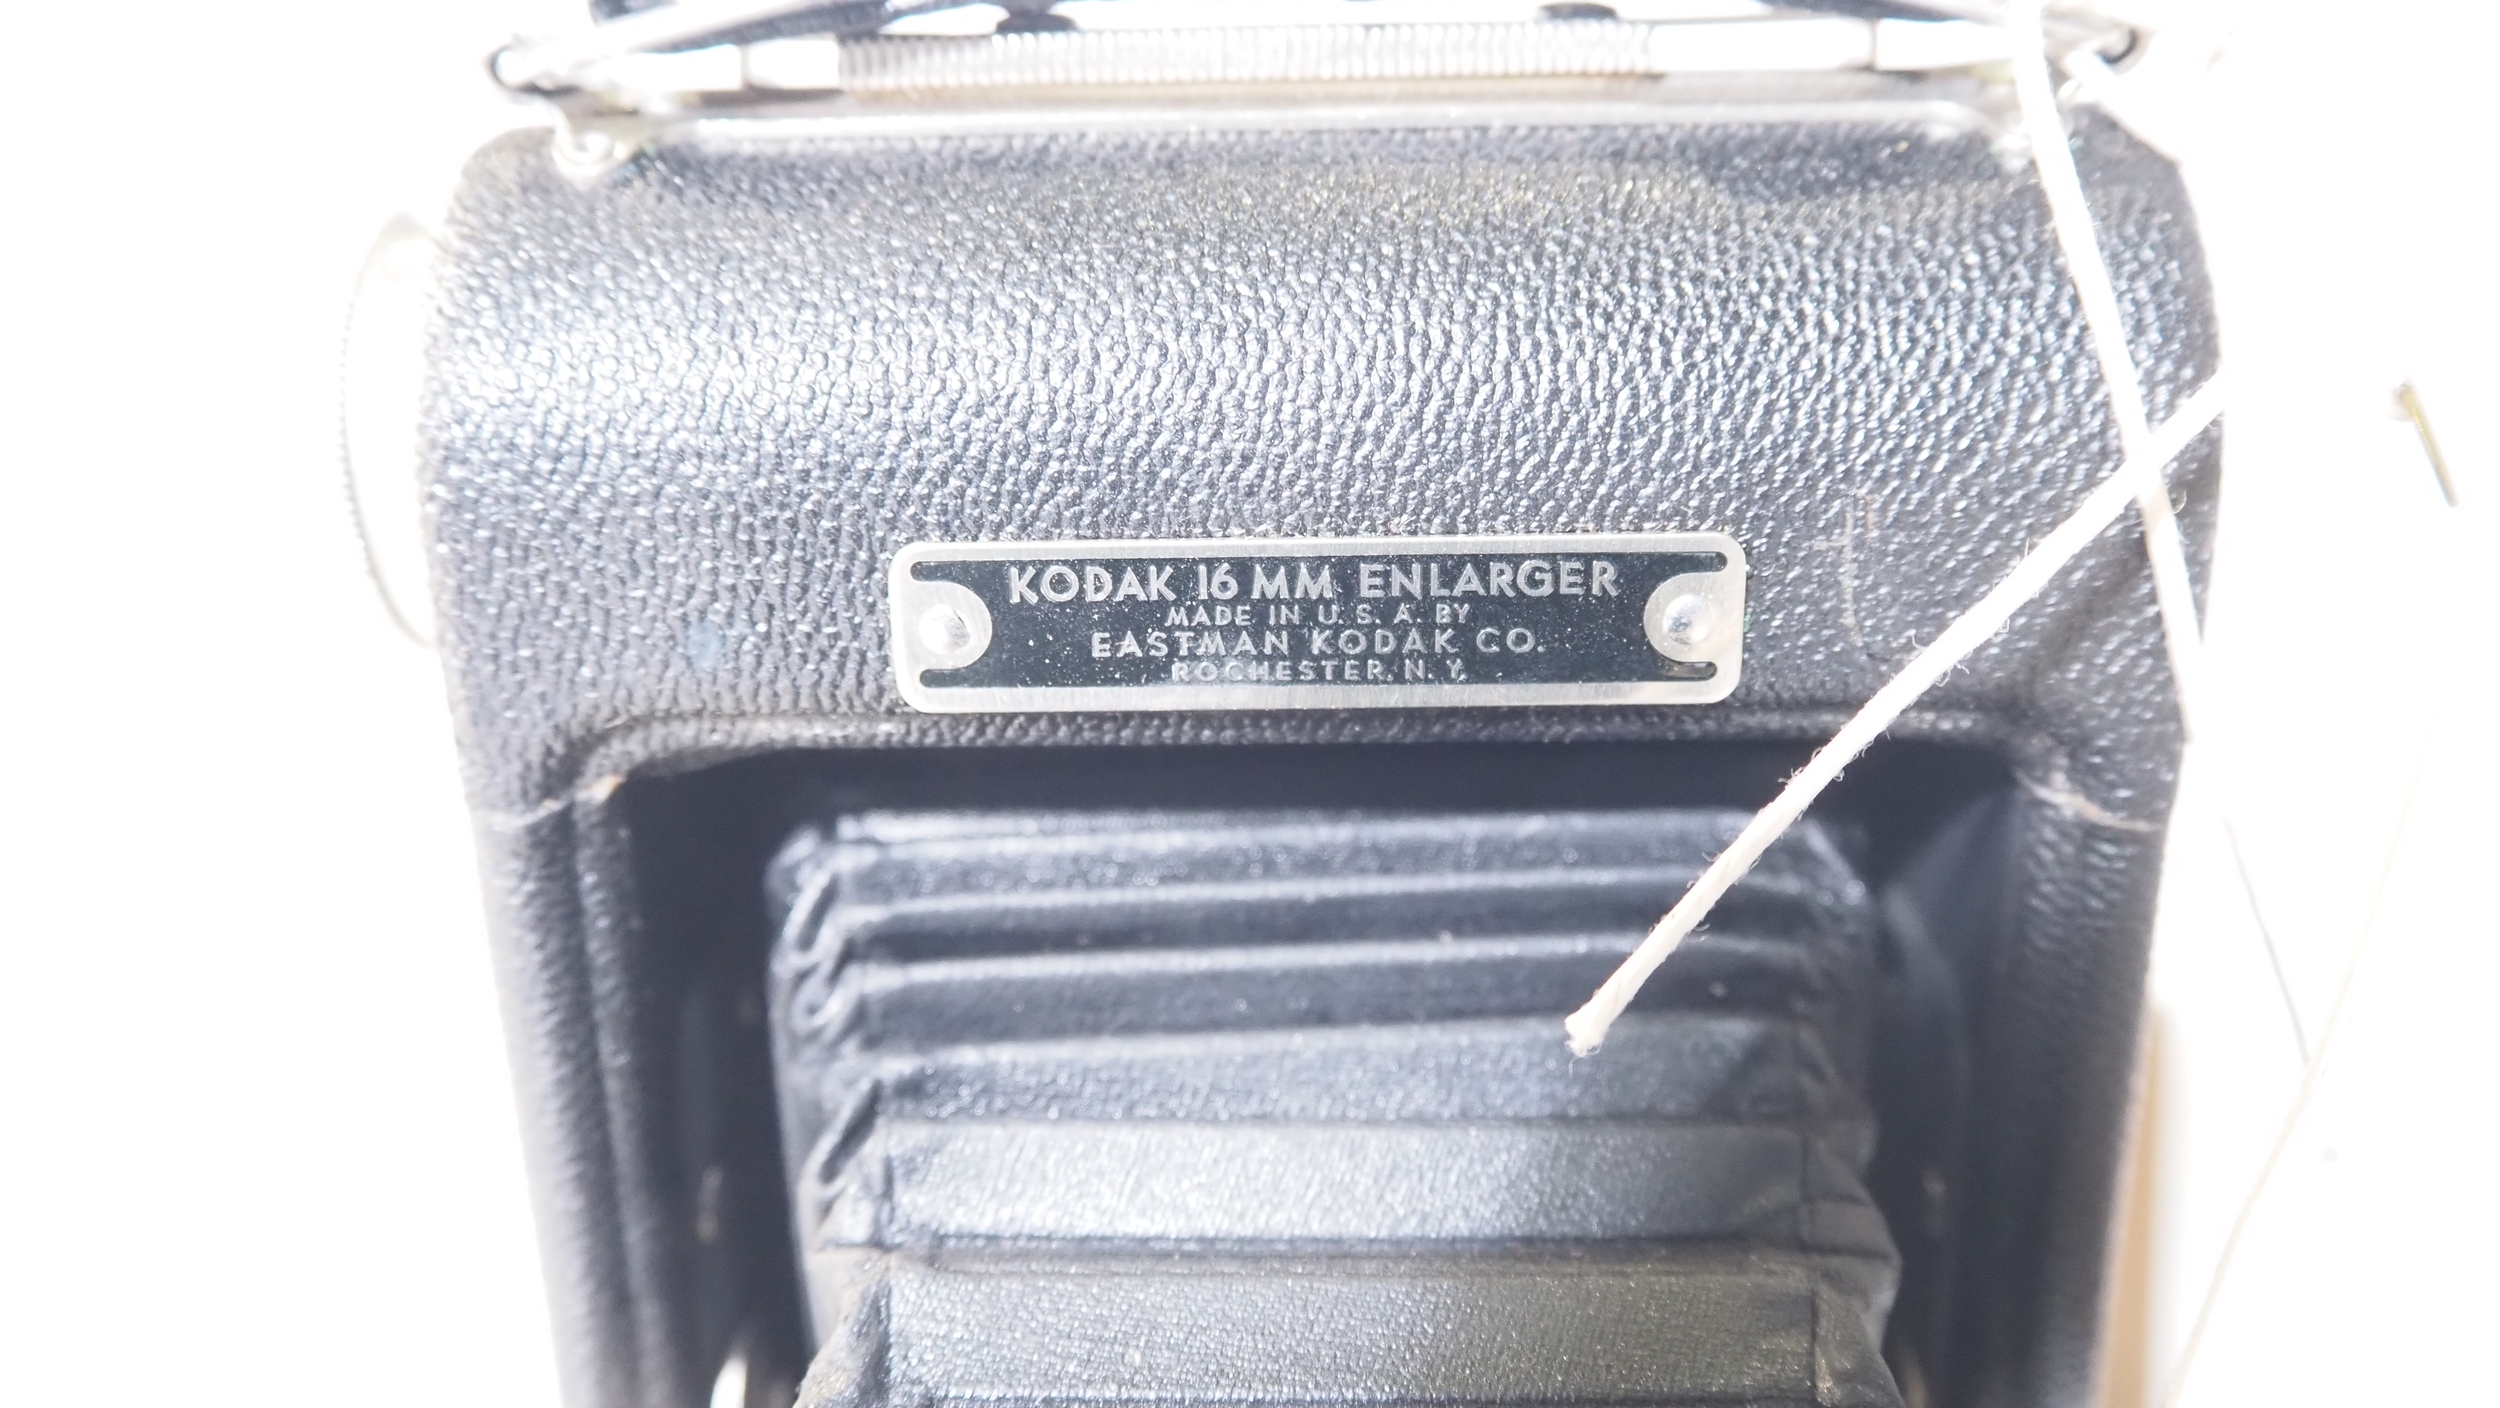 KODAK 16 MM ENLARGER
MADE IN U.S.A. BY
EASTMAN KODAK CO.
ROCHESTER, N.Y.